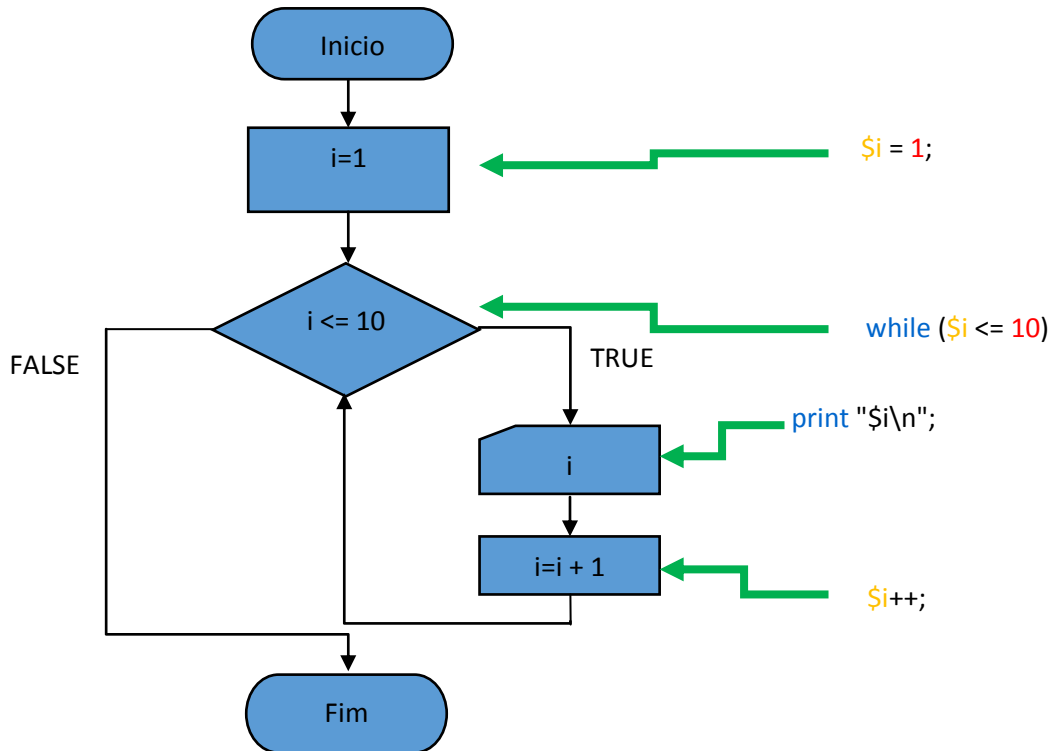 Inicio
i=1
$i = 1;
i <= 10
while ($i <= 10)
FALSE
TRUE
print "$i\n";
i
i=i + 1
$i++;
Fim